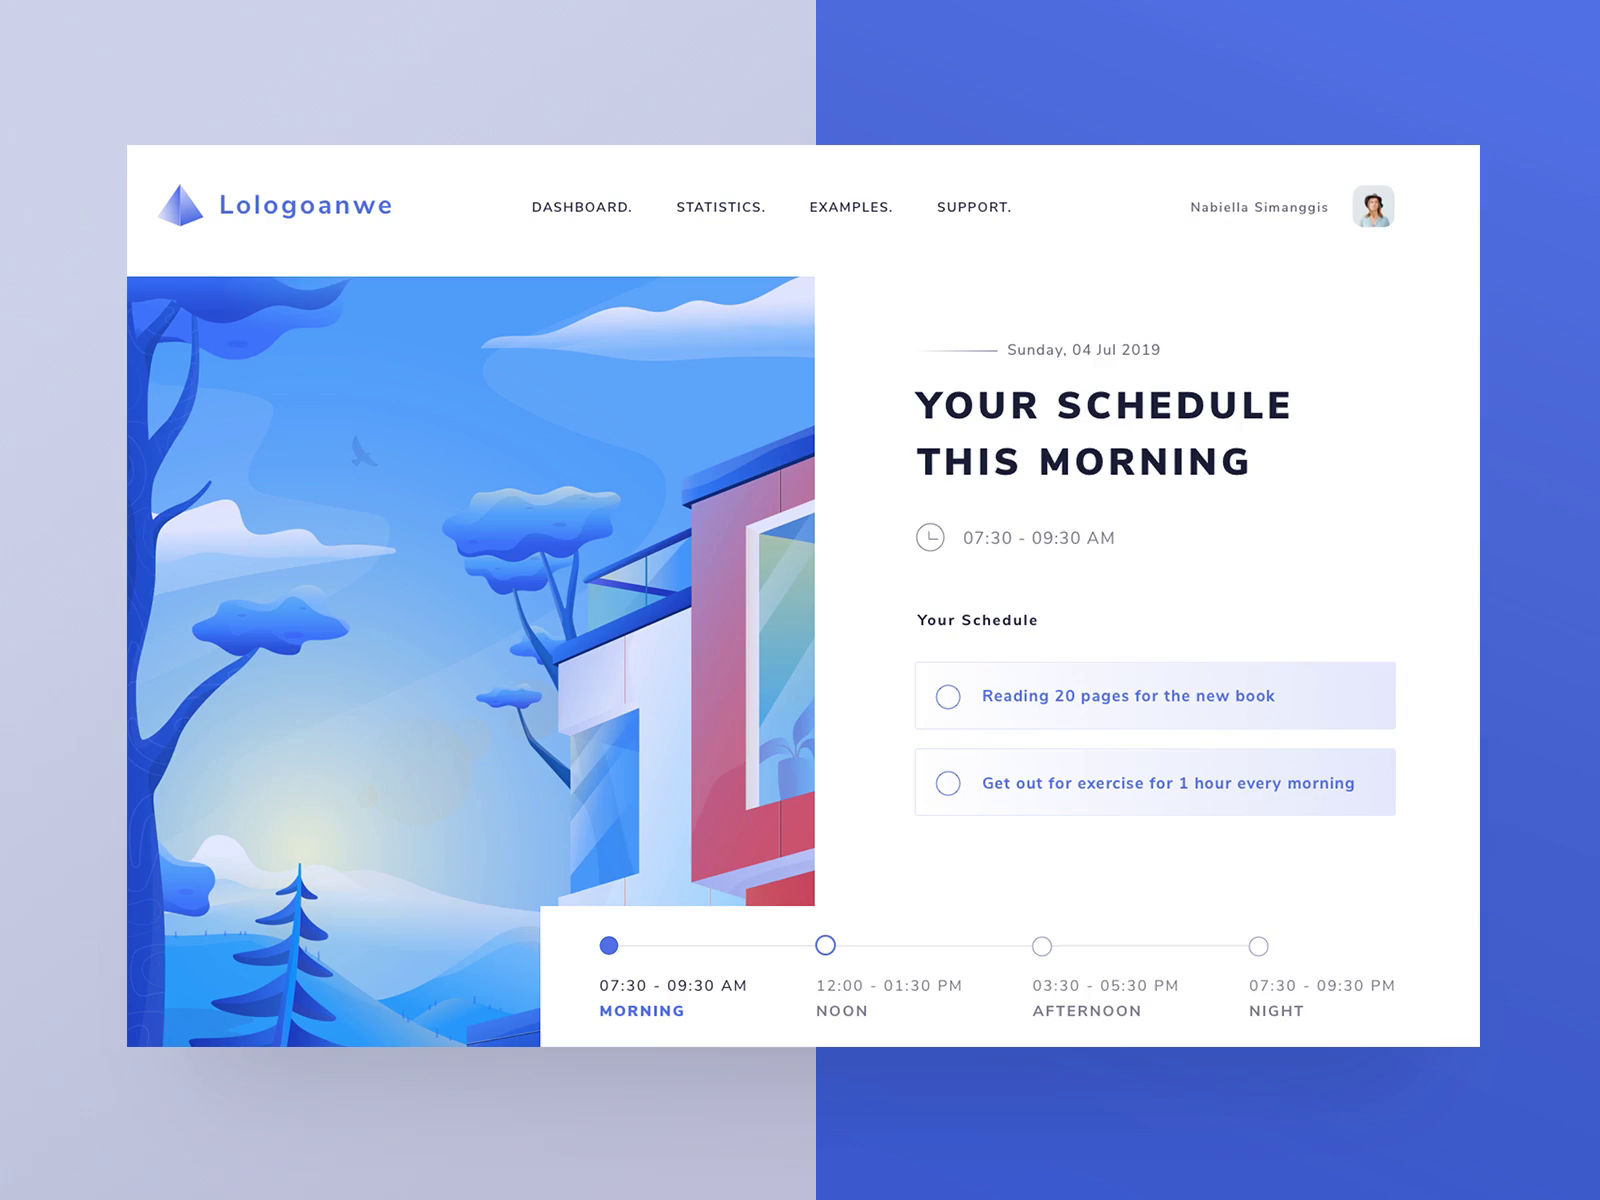 Lologoanwe
DASHBOARD.
STATISTICS.
EXAMPLES.
SUPPORT.
Nabiella Simanggis
Sunday, 04 Jul 2019
YOUR SCHEDULE
THIS MORNING
07:30 - 09:30 AM
Your Schedule
Reading 20 pages for the new book
Get out for exercise for 1 hour every morning
07:30 - 09:30 AM
MORNING
12:00 - 01:30 PM
NOON
03:30 - 05:30 PM
AFTERNOON
07:30 - 09:30 PM
NIGHT